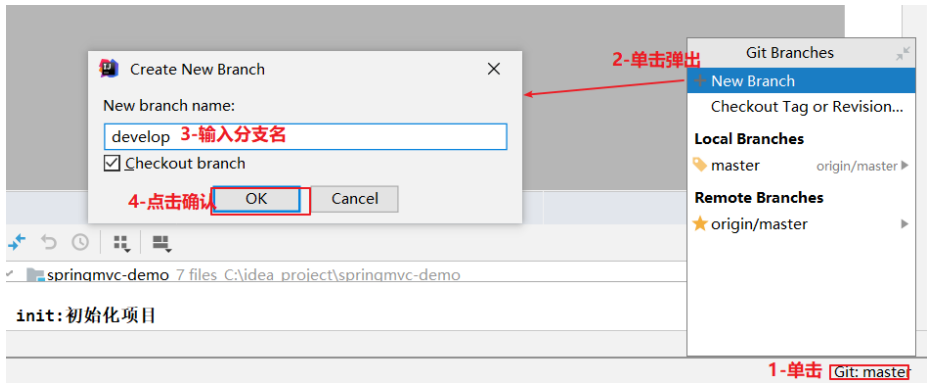 Create New Branch
New branch name:
develop 3-输入分支名
Checkout branch
4-点击确认 OK Cancel
2-单击弹出
Git Branches
New Branch
Checkout Tag or Revision...
Local Branches
master origin/master
Remote Branches
origin/master
springmvc-demo 7 files C:\idea_project\springmvc-demo
init:初始化项目
1-单击 Git: master